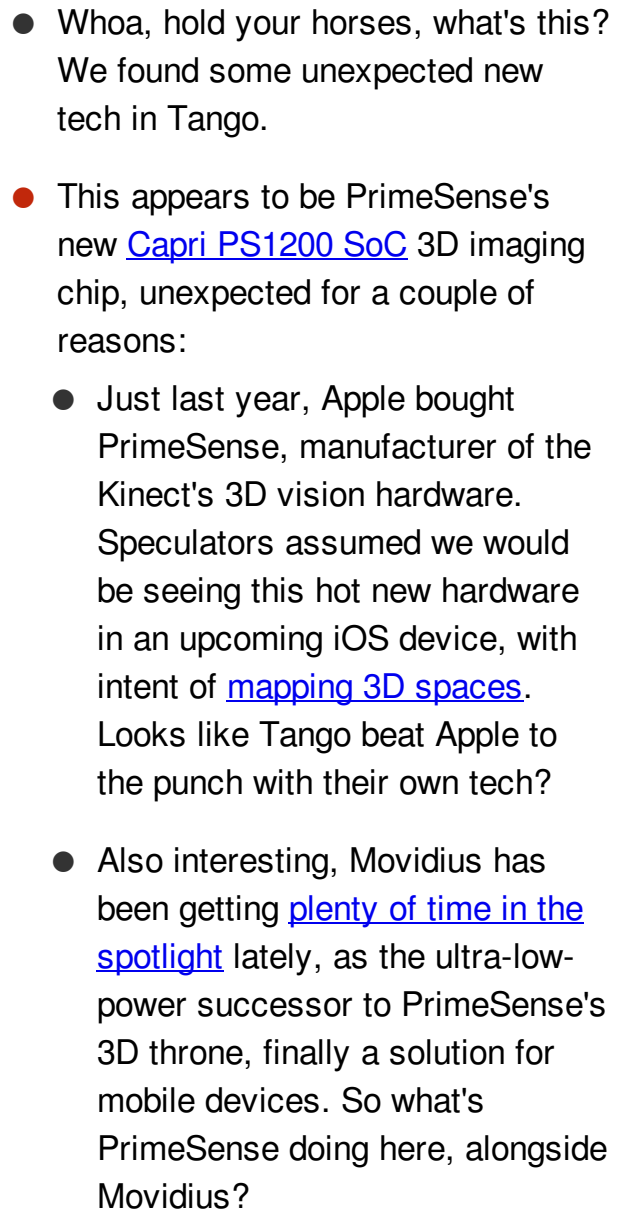 Whoa, hold your horses, what's this?
We found some unexpected new
tech in Tango.
This appears to be PrimeSense's
new Capri PS1200 SoC 3D imaging
chip, unexpected for a couple of
reasons:
Just last year, Apple bought
PrimeSense, manufacturer of the
Kinect's 3D vision hardware.
Speculators assumed we would
be seeing this hot new hardware
in an upcoming iOS device, with
intent of mapping 3D spaces.
Looks like Tango beat Apple to
the punch with their own tech?
Also interesting, Movidius has
been getting plenty of time in the
spotlight lately, as the ultra-low-
power successor to PrimeSense's
3D throne, finally a solution for
mobile devices. So what's
PrimeSense doing here, alongside
Movidius?